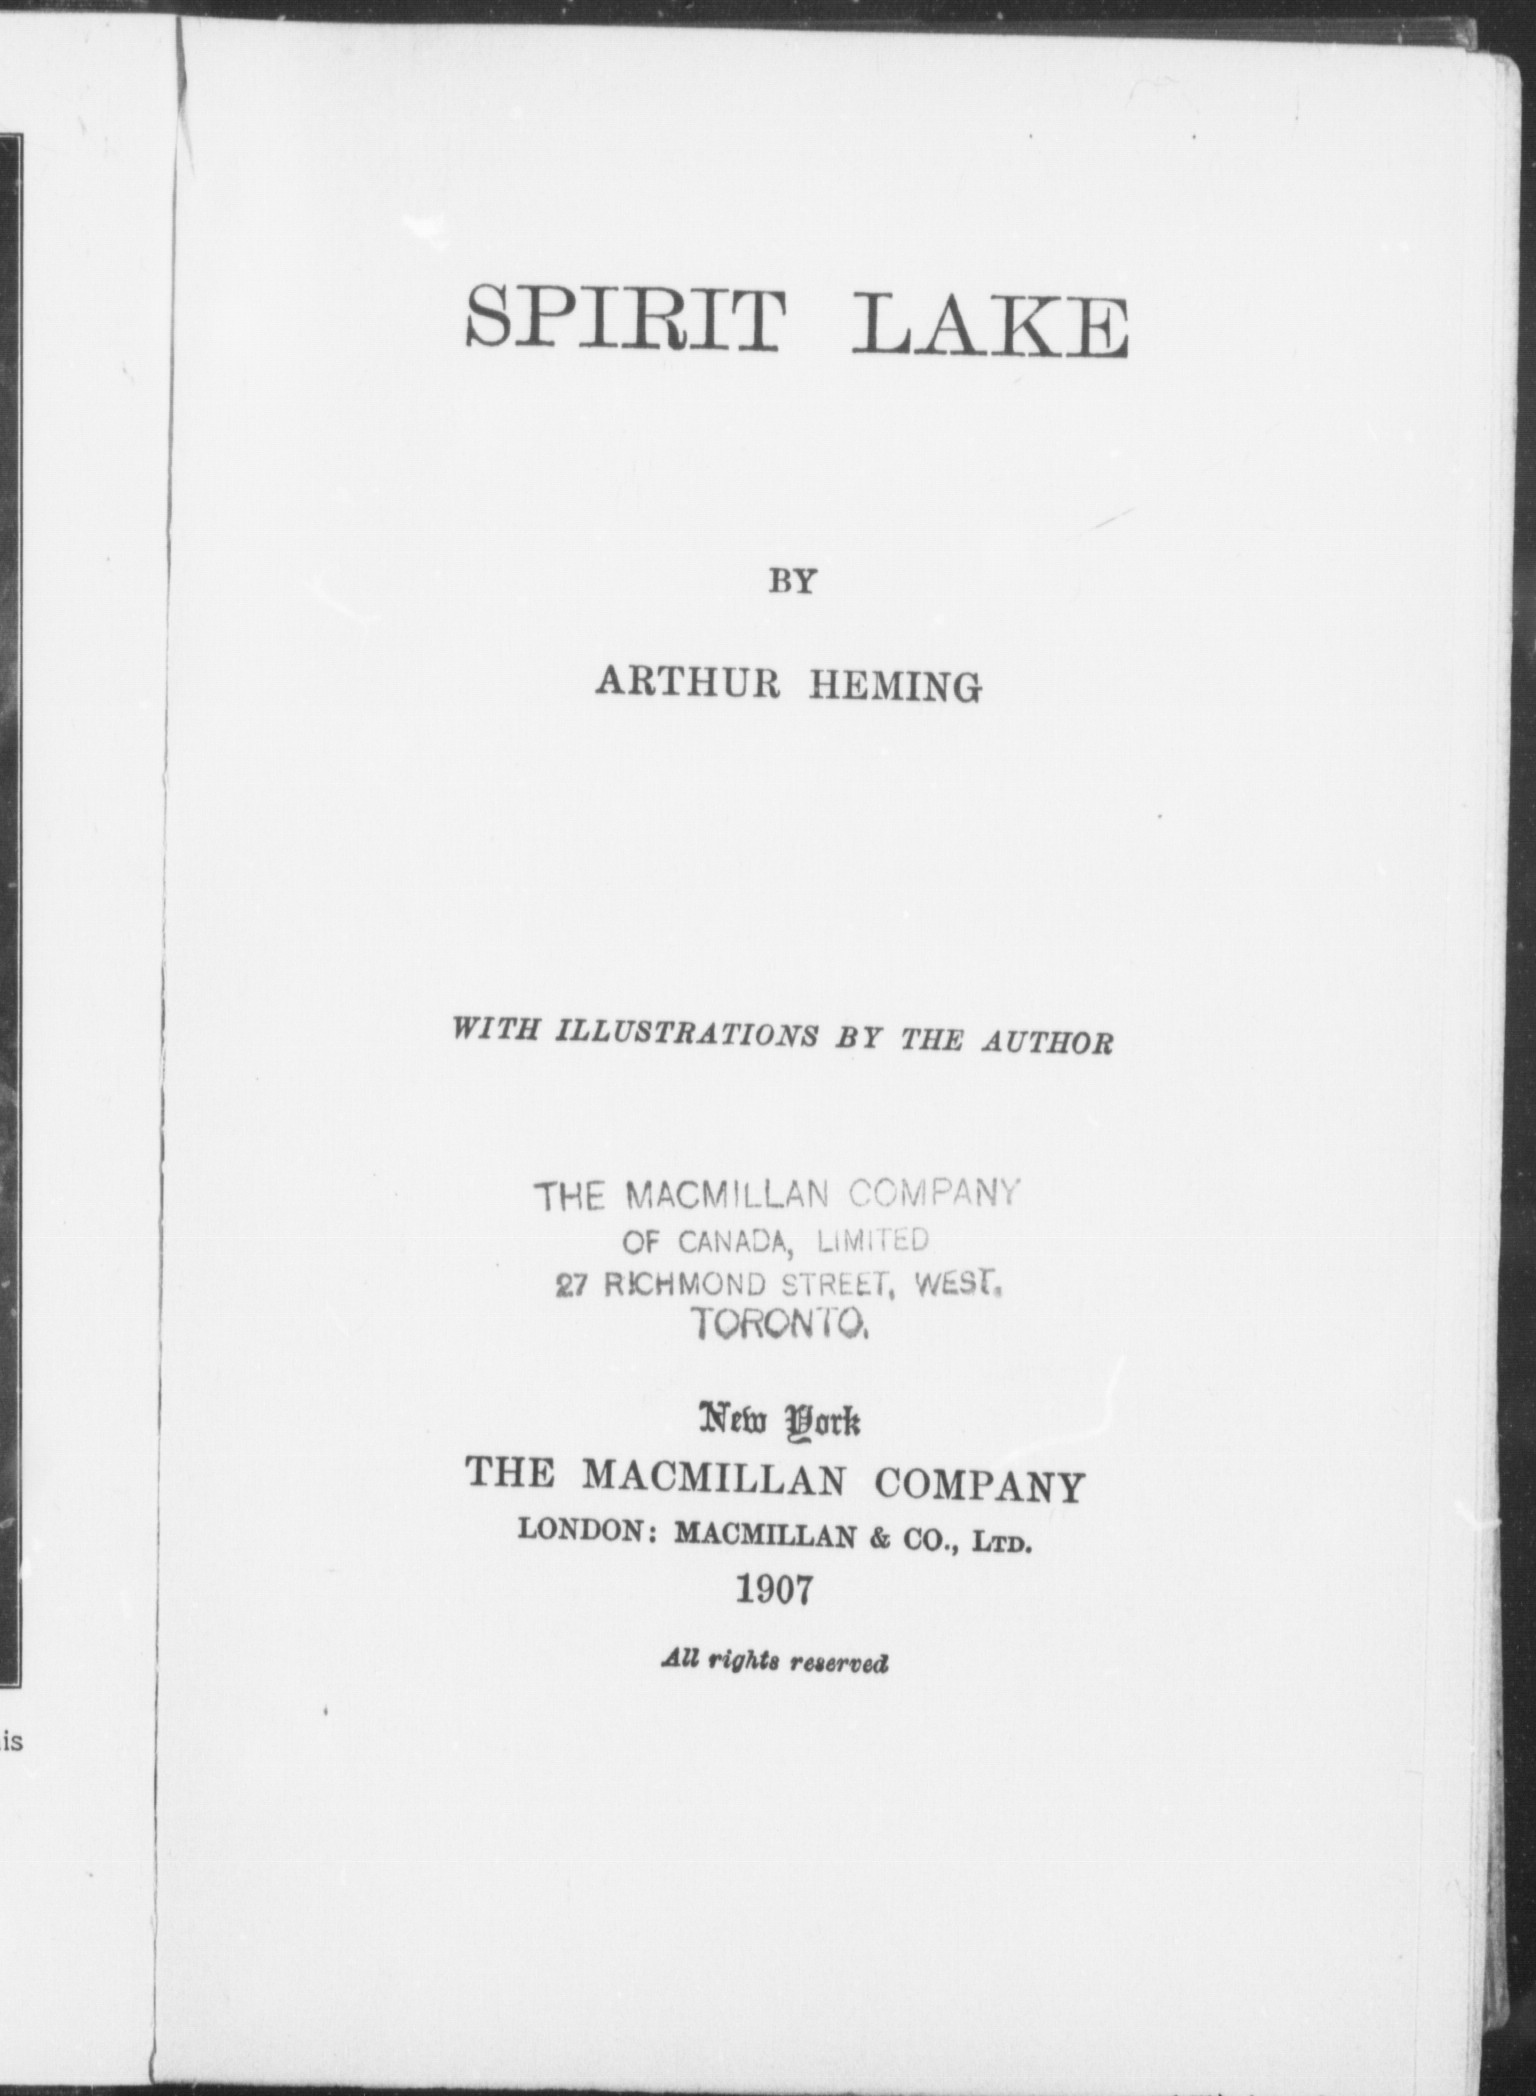 SPIRIT LAKE
BY
ARTHUR HEMING
WITH ILLUSTRATIONS BY THE AUTHOR
THE MACMILLAN COMPANY
OF CANADA, LIMITED
27 RICHMOND STREET, WEST.
TORONTO.
New York
THE MACMILLAN COMPANY
LONDON: MACMILLAN & CO., LTD.
1907
All rights reserved